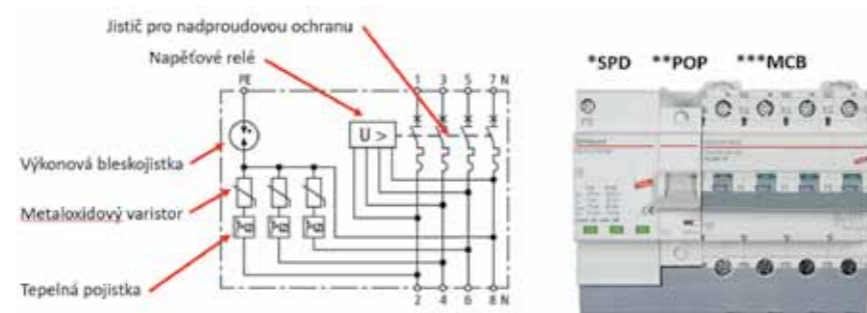 Jistič pro nadproudovou ochranu
Napěťové relé
PE
1 3 5 7 N
U >
Výkonová bleskojistka
Metaloxidový varistor
Tepelná pojistka
2 4 6 8 N
*SPD **POP ***MCB